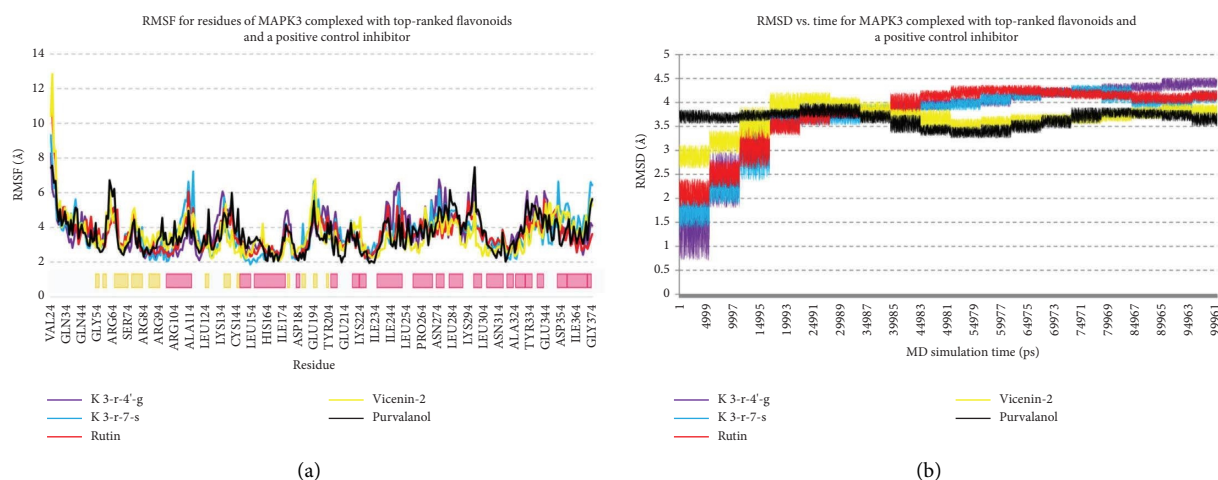 RMSF for residues of MAPK3 complexed with top-ranked flavonoids
and a positive control inhibitor
14
12
10
8
6
4
2
0
RMSF (Å)
VAL24
GLN34
GLN44
GLY54
ARG64
SER74
ARG84
ARG94
ARG104
ALA114
LEU124
LYS134
CYS144
LEU154
HIS164
ILE174
ASP184
GLU194
TYR204
GLU214
LYS224
ILE234
ILE244
LEU254
PRO264
ASN274
LEU284
LYS294
LEU304
ASN314
ALA324
TYR334
GLU344
ASP354
ILE364
GLY374
Residue
K 3-r-4'-g
K 3-r-7-s
Rutin
Vicenin-2
Purvalanol
(a)
RMSD vs. time for MAPK3 complexed with top-ranked flavonoids and
a positive control inhibitor
5
4.5
4
3.5
3
2.5
2
1.5
1
0.5
0
RMSD (Å)
1
4999
9997
14995
19993
24991
29989
34987
39985
44983
49981
54979
59977
64975
69973
74971
79969
84967
89965
94963
99961
MD simulation time (ps)
K 3-r-4'-g
K 3-r-7-s
Rutin
Vicenin-2
Purvalanol
(b)